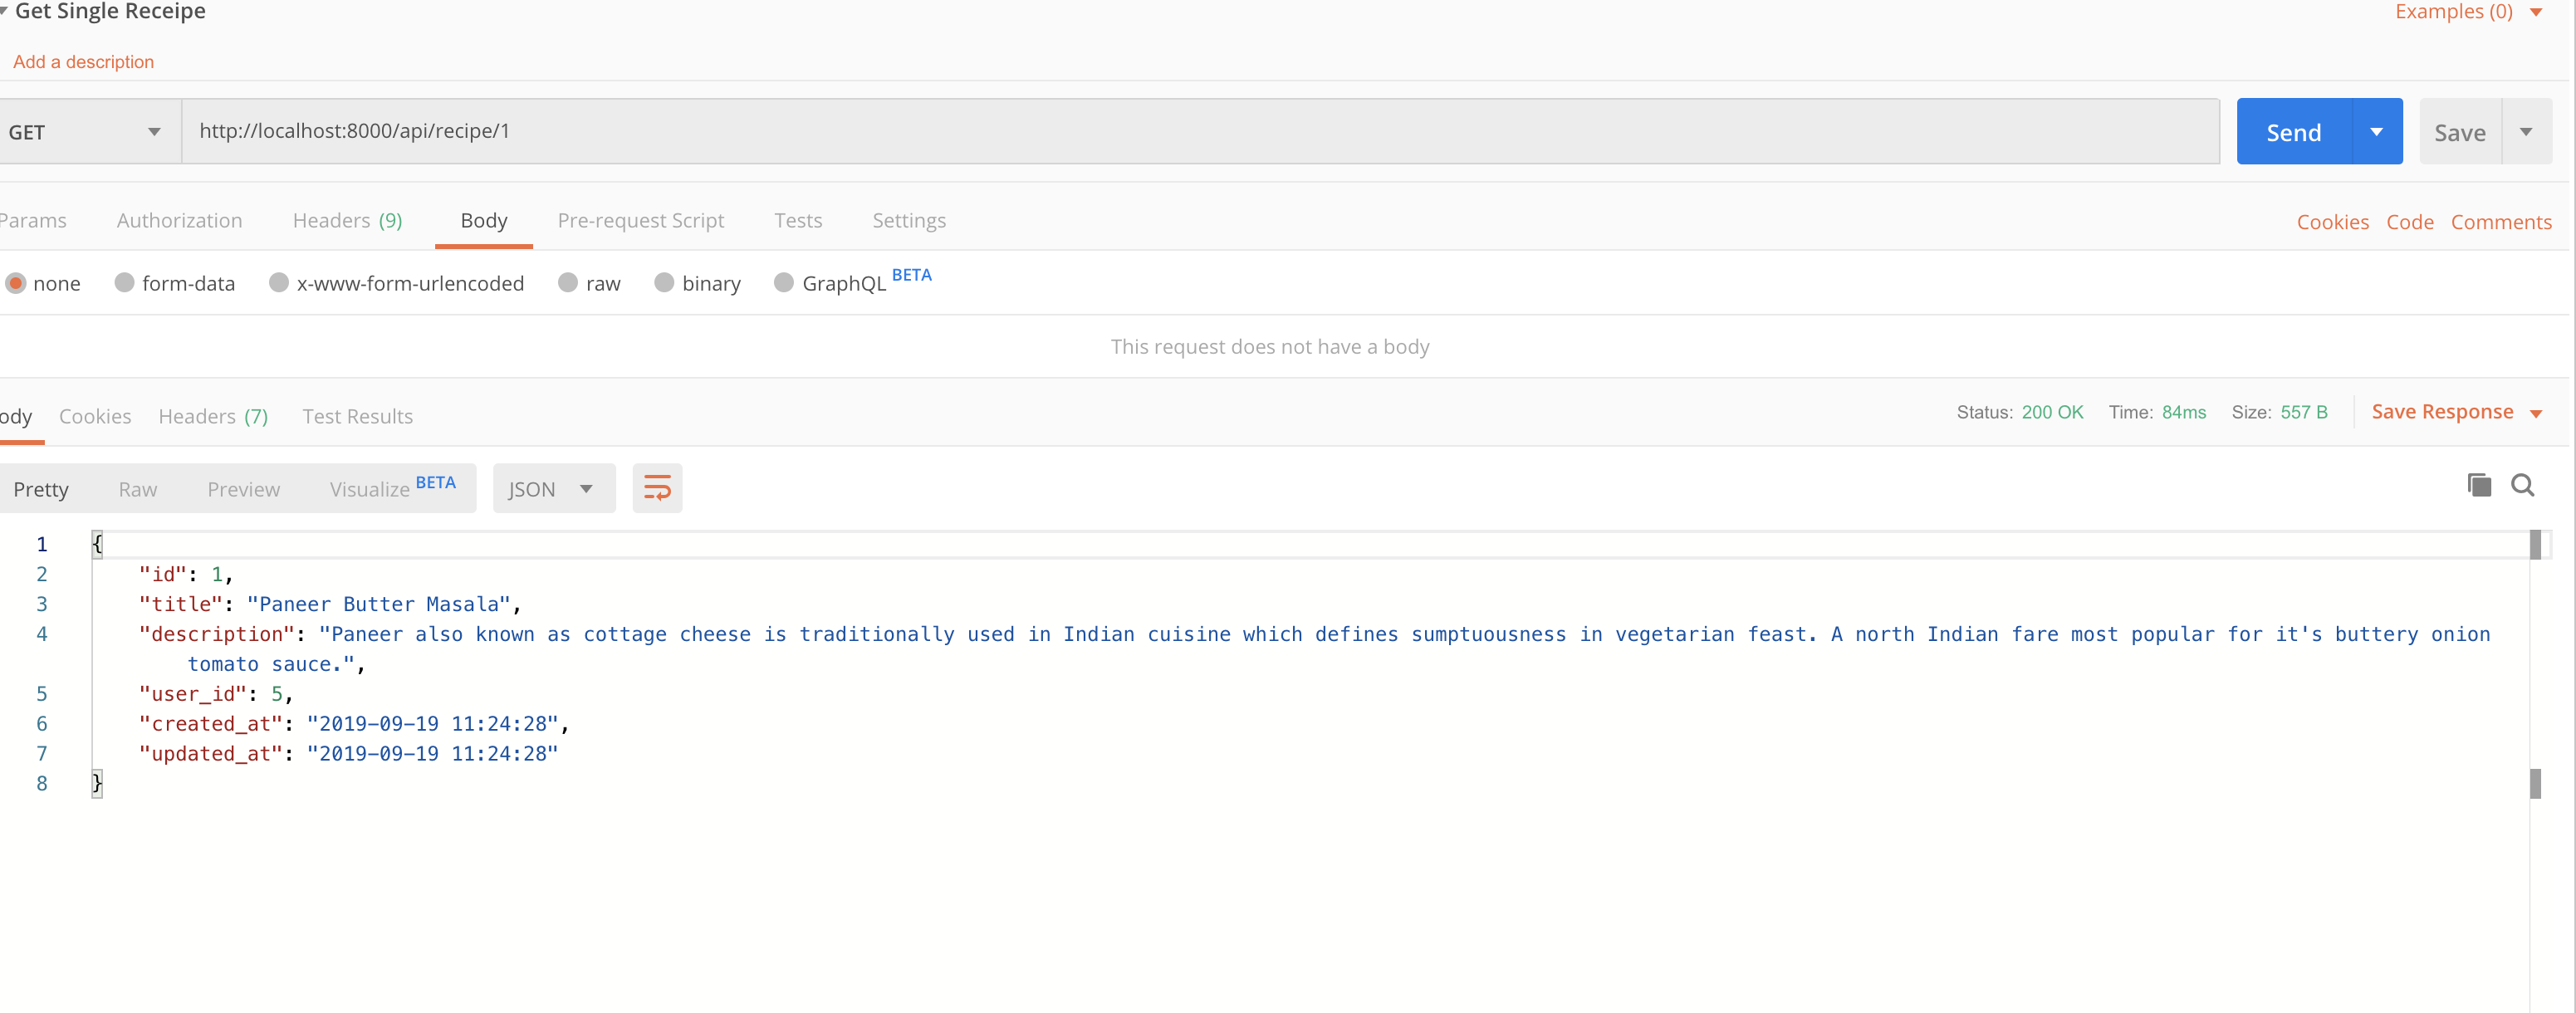 Get Single Receipe
Examples (0)
Add a description
GET
http://localhost:8000/api/recipe/1
Send
Save
Params Authorization Headers (9) Body Pre-request Script Tests Settings
Cookies Code Comments
none form-data x-www-form-urlencoded raw binary GraphQL BETA
This request does not have a body
ody Cookies Headers (7) Test Results
Status: 200 OK Time: 84ms Size: 557 B Save Response
Pretty Raw Preview Visualize BETA JSON
1 {
2 "id": 1,
3 "title": "Paneer Butter Masala",
4 "description": "Paneer also known as cottage cheese is traditionally used in Indian cuisine which defines sumptuousness in vegetarian feast. A north Indian fare most popular for it's buttery onion
tomato sauce.",
5 "user_id": 5,
6 "created_at": "2019-09-19 11:24:28",
7 "updated_at": "2019-09-19 11:24:28"
8 }